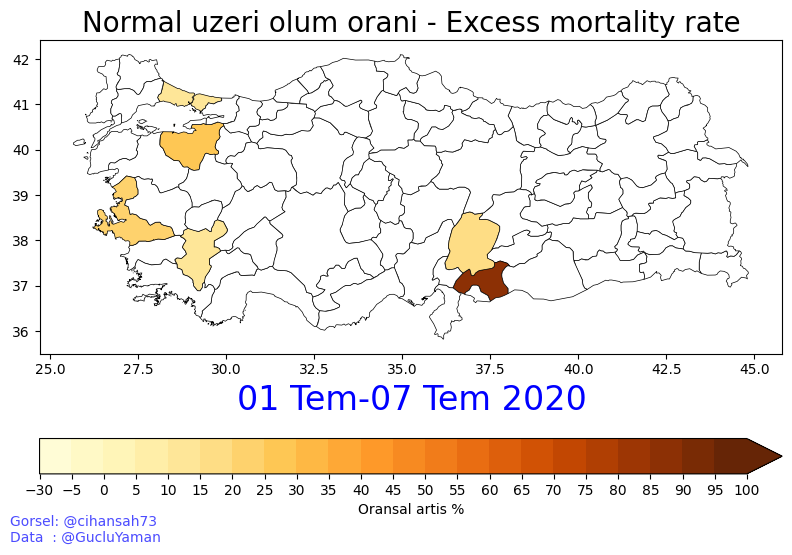 Normal uzeri olum orani - Excess mortality rate
42
41
40
39
38
37
36
25.0 27.5 30.0 32.5 35.0 37.5 40.0 42.5 45.0
01 Tem-07 Tem 2020
−30 −5 0 5 10 15 20 25 30 35 40 45 50 55 60 65 70 75 80 85 90 95 100
Oransal artis %
Gorsel: @cihansah73
Data : @GucluYaman